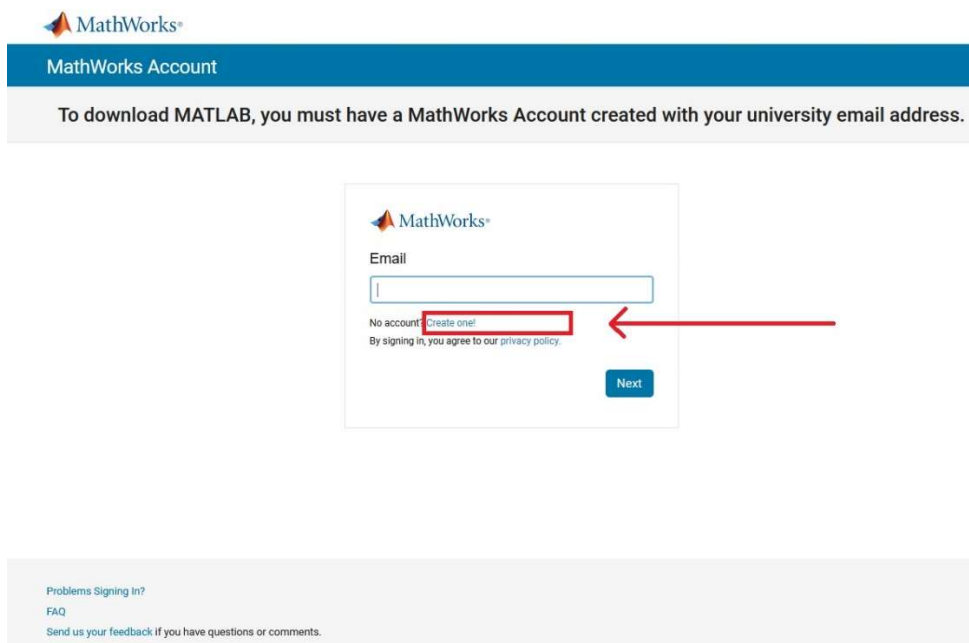 MathWorks®
MathWorks Account
To download MATLAB, you must have a MathWorks Account created with your university email address.
MathWorks®
Email
No account? Create one!
By signing in, you agree to our privacy policy.
Next
Problems Signing In?
FAQ
Send us your feedback if you have questions or comments.